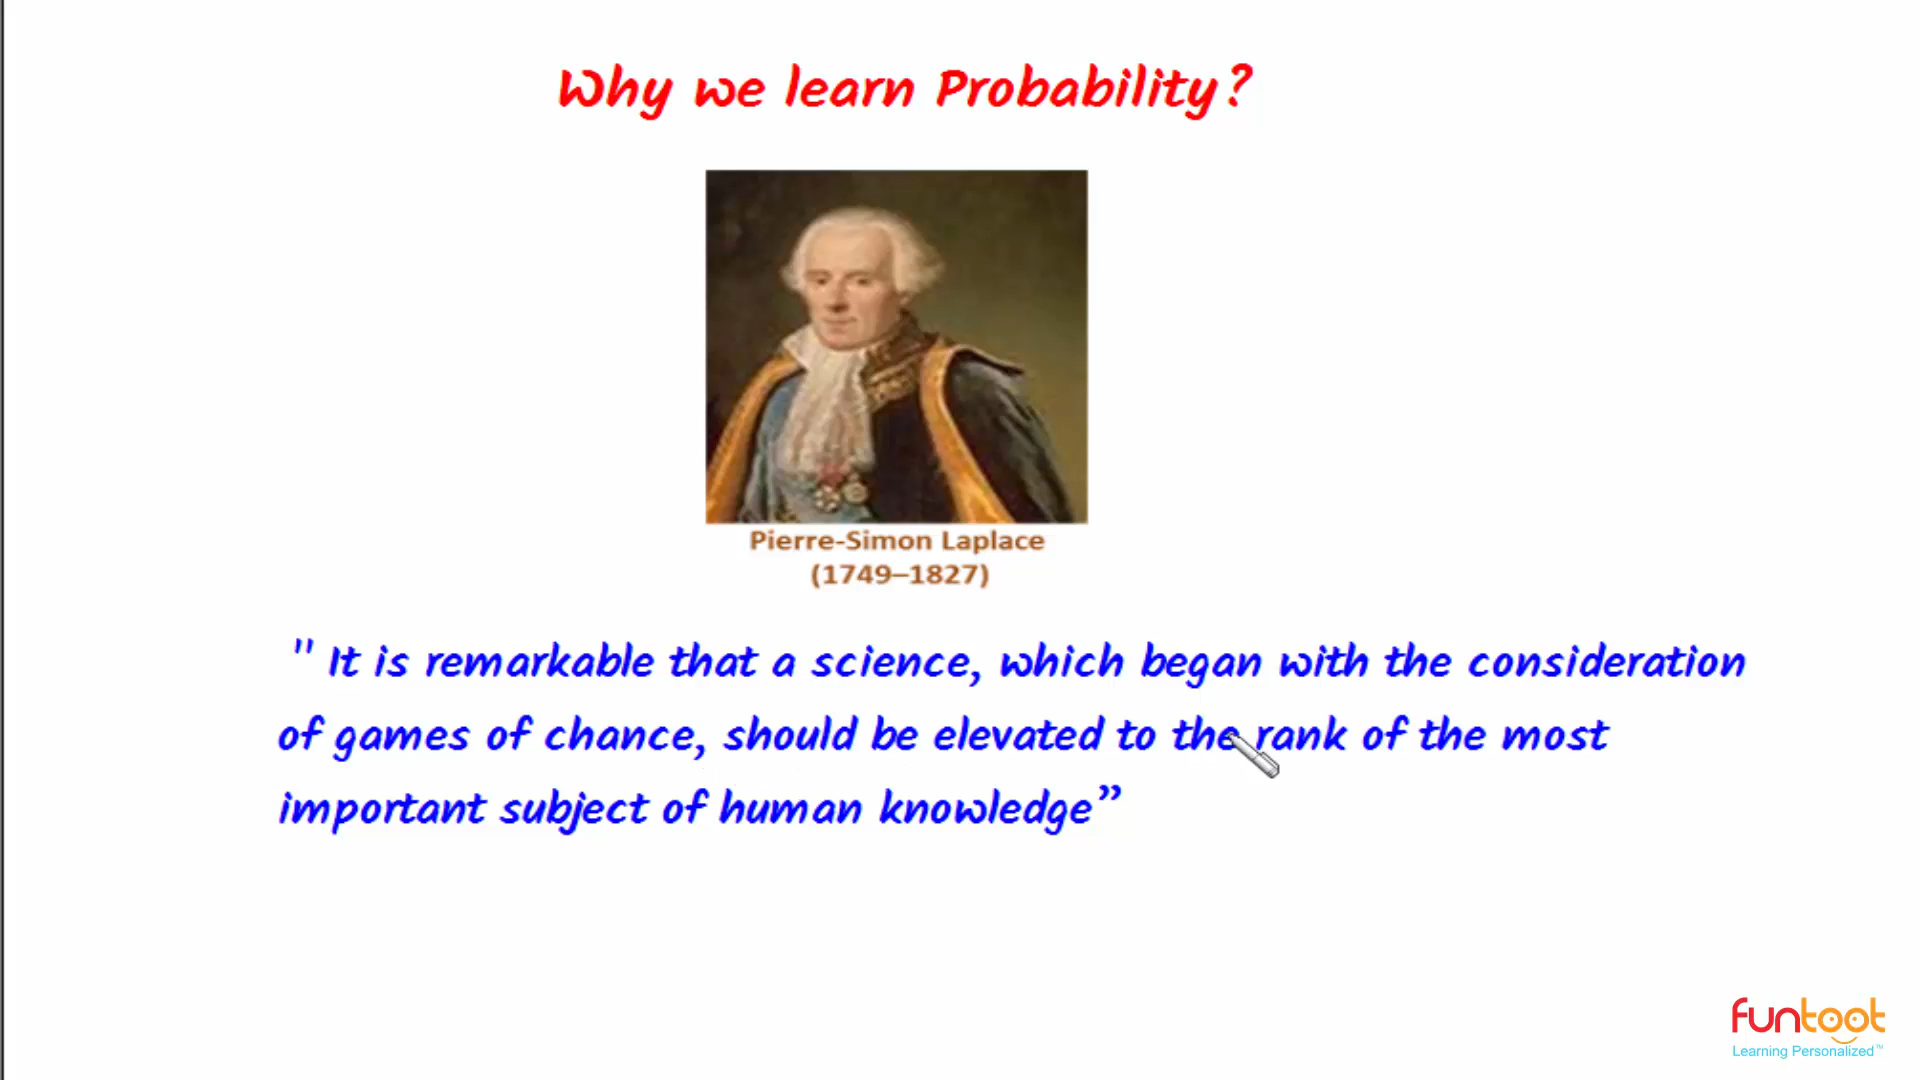 Why we learn Probability?
Pierre-Simon Laplace
(1749–1827)
" It is remarkable that a science, which began with the consideration
of games of chance, should be elevated to the rank of the most
important subject of human knowledge”
funtoot
Learning Personalized™